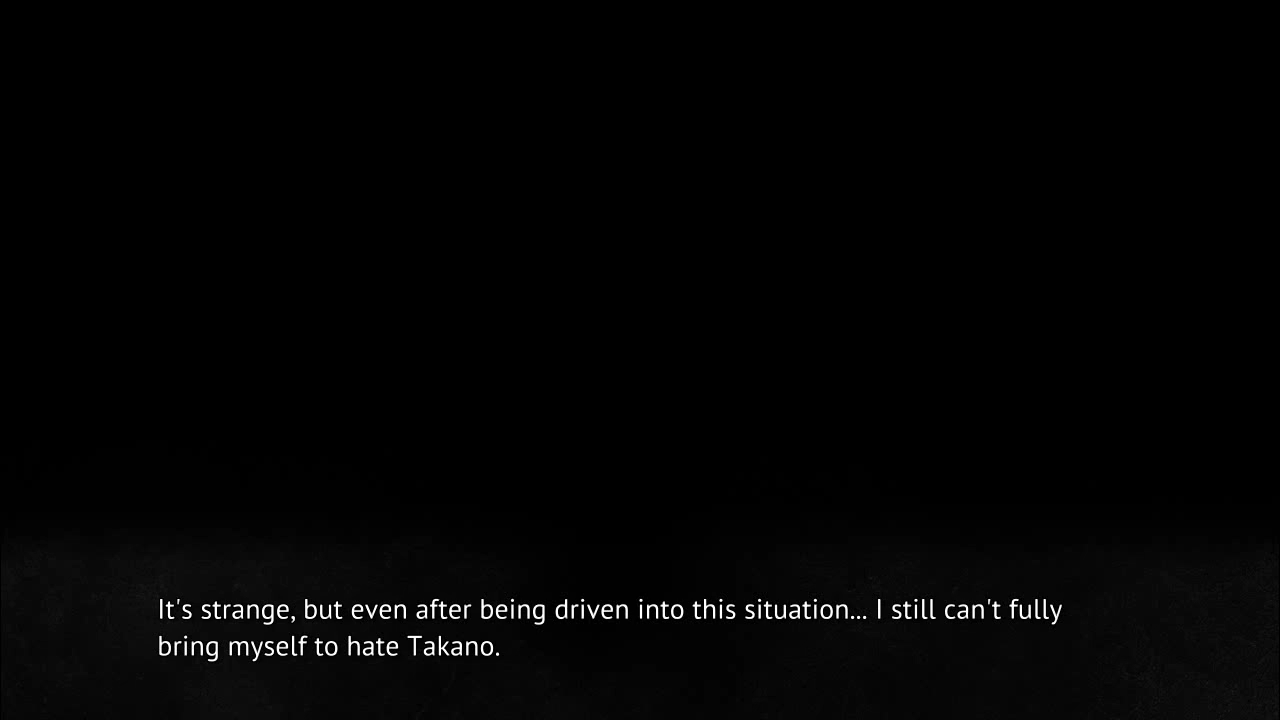 It's strange, but even after being driven into this situation... I still can't fully
bring myself to hate Takano.